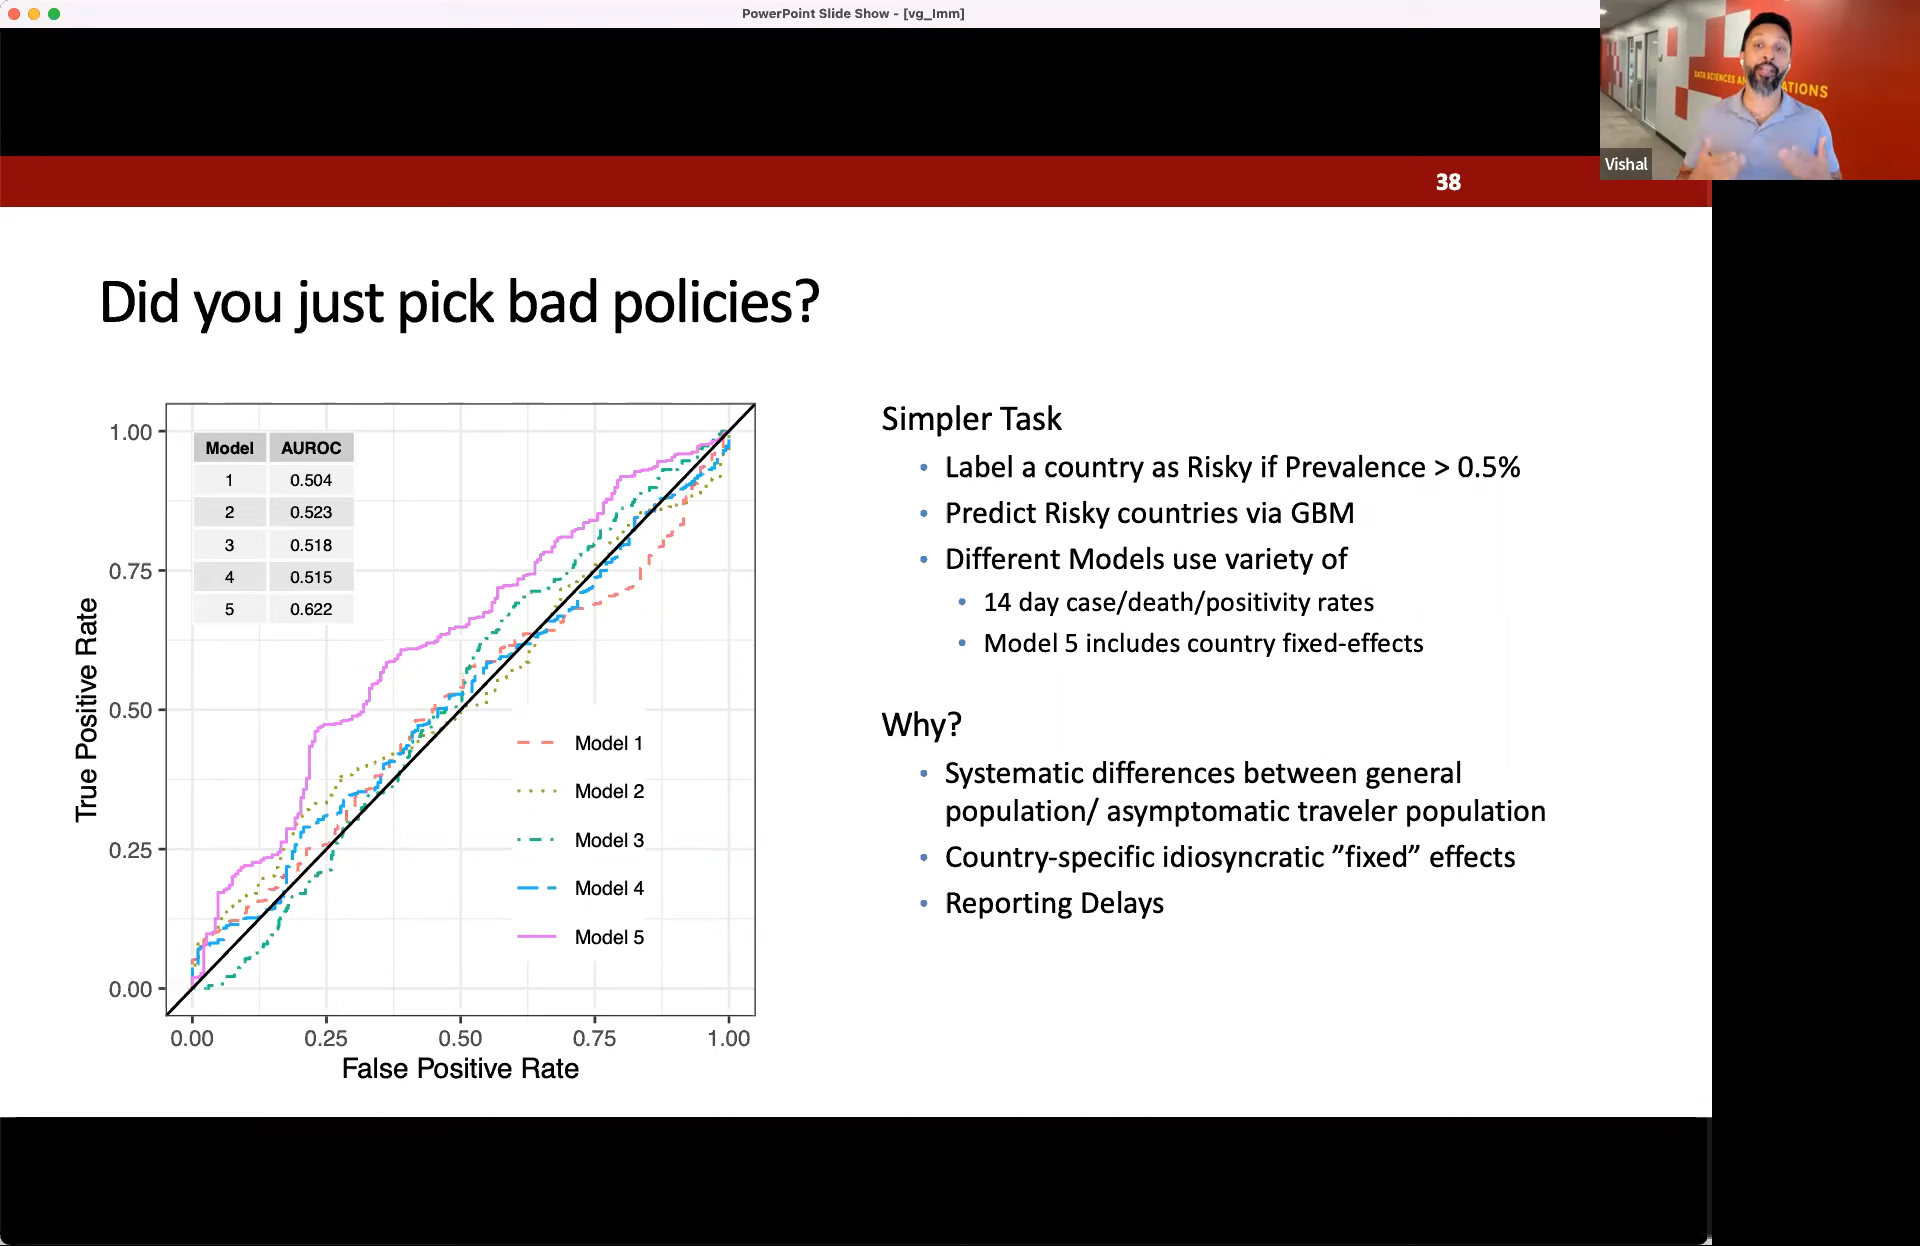 PowerPoint Slide Show - [vg_Imm]
DATA SCIENCES AN
ATIONS
Vishal
38
Did you just pick bad policies?
Model AUROC
1 0.504
2 0.523
3 0.518
4 0.515
5 0.622
1.00
0.75
0.50
0.25
0.00
True Positive Rate
Model 1
Model 2
Model 3
Model 4
Model 5
0.00 0.25 0.50 0.75 1.00
False Positive Rate
Simpler Task
• Label a country as Risky if Prevalence > 0.5%
• Predict Risky countries via GBM
• Different Models use variety of
• 14 day case/death/positivity rates
• Model 5 includes country fixed-effects
Why?
• Systematic differences between general
population/ asymptomatic traveler population
• Country-specific idiosyncratic ”fixed” effects
• Reporting Delays